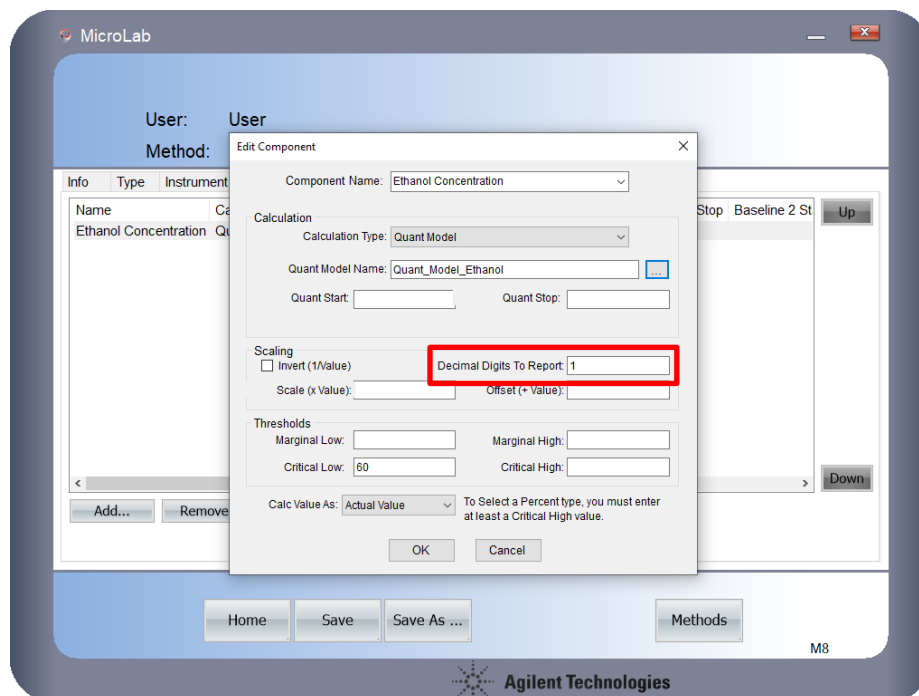 MicroLab
User: User
Method:
Edit Component
Component Name: Ethanol Concentration
Info Type Instrument
Name Ca Stop Baseline 2 St Up
Ethanol Concentration Qu
Calculation
Calculation Type: Quant Model
Quant Model Name: Quant_Model_Ethanol ...
Quant Start: Quant Stop:
Scaling
Invert (1/Value) Decimal Digits To Report: 1
Scale (x Value): Offset (+ Value):
Thresholds
Marginal Low: Marginal High:
Critical Low: 60 Critical High:
Down
Calc Value As: Actual Value To Select a Percent type, you must enter
at least a Critical High value.
Add... Remove
OK Cancel
Home Save Save As ... Methods
M8
Agilent Technologies